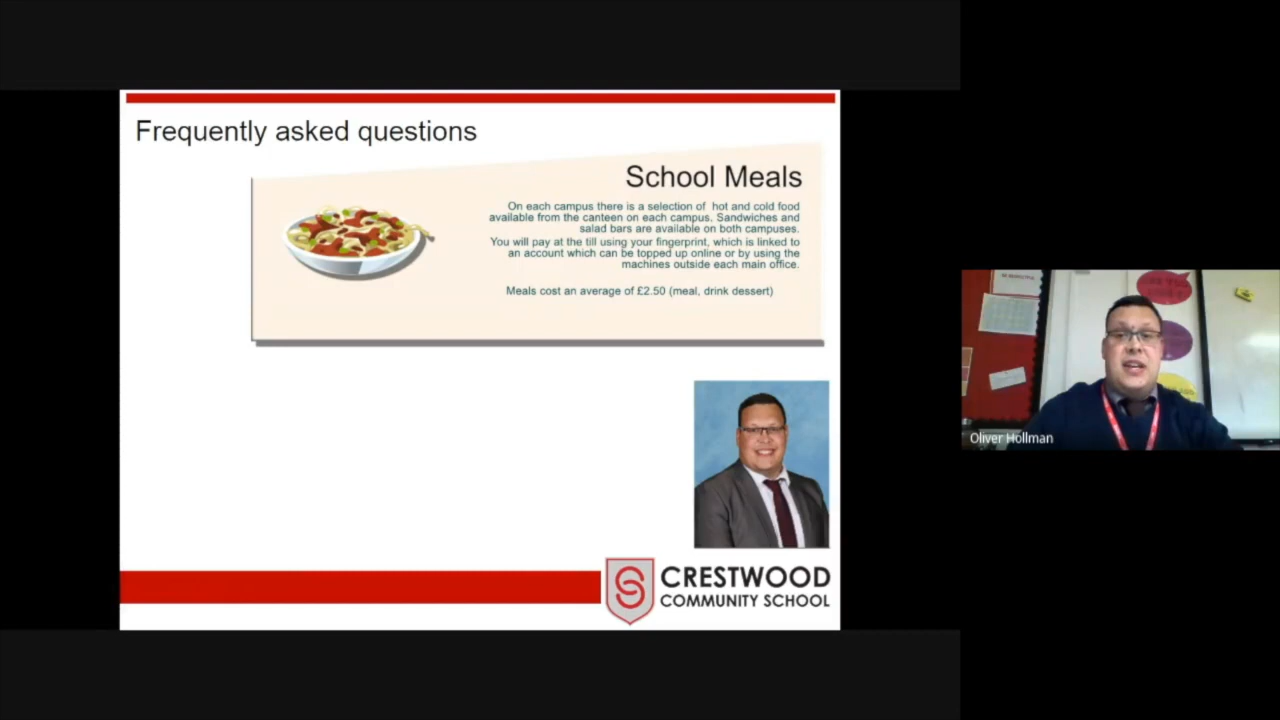 Frequently asked questions
School Meals
On each campus there is a selection of hot and cold food
available from the canteen on each campus. Sandwiches and
salad bars are available on both campuses.
You will pay at the till using your fingerprint, which is linked to
an account which can be topped up online or by using the
machines outside each main office.
Meals cost an average of £2.50 (meal, drink dessert)
CRESTWOOD
COMMUNITY SCHOOL
Oliver Hollman